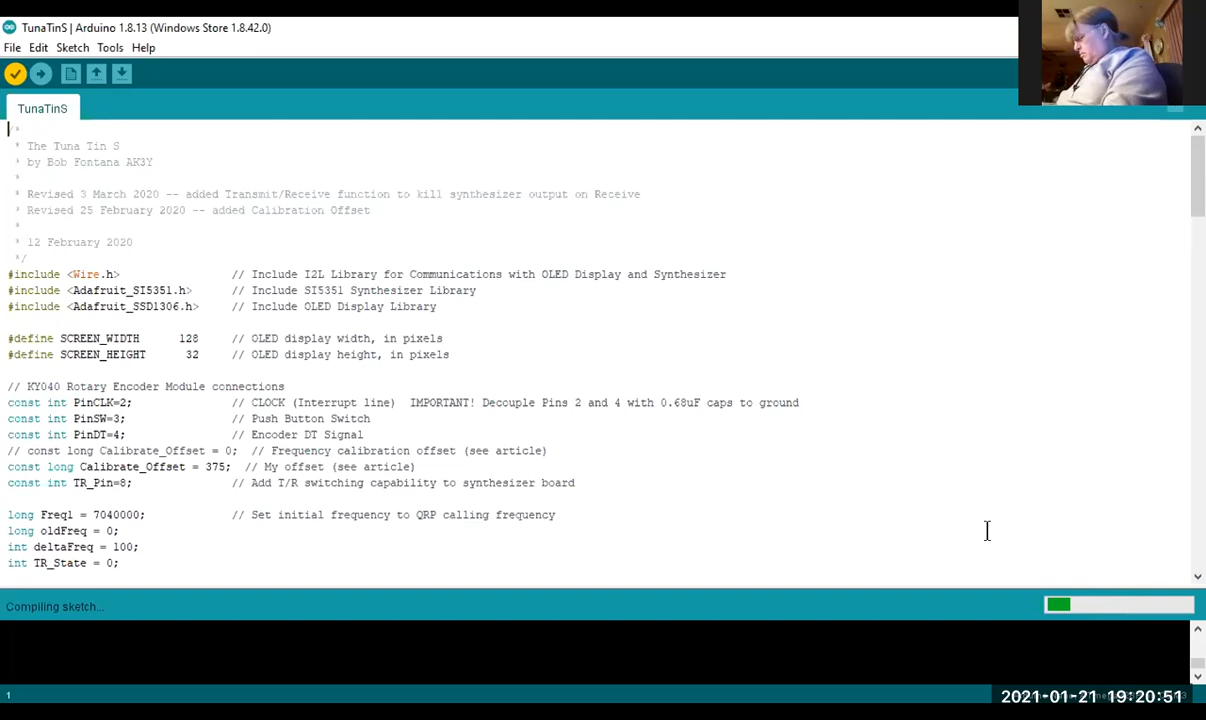 TunaTinS | Arduino 1.8.13 (Windows Store 1.8.42.0)
File Edit Sketch Tools Help
TunaTinS
/*
* The Tuna Tin S
* by Bob Fontana AK3Y
*
* Revised 3 March 2020 -- added Transmit/Receive function to kill synthesizer output on Receive
* Revised 25 February 2020 -- added Calibration Offset
*
* 12 February 2020
*/
#include <Wire.h> // Include I2L Library for Communications with OLED Display and Synthesizer
#include <Adafruit_SI5351.h> // Include SI5351 Synthesizer Library
#include <Adafruit_SSD1306.h> // Include OLED Display Library
#define SCREEN_WIDTH 128 // OLED display width, in pixels
#define SCREEN_HEIGHT 32 // OLED display height, in pixels
// KY040 Rotary Encoder Module connections
const int PinCLK=2; // CLOCK (Interrupt line) IMPORTANT! Decouple Pins 2 and 4 with 0.68uF caps to ground
const int PinSW=3; // Push Button Switch
const int PinDT=4; // Encoder DT Signal
// const long Calibrate_Offset = 0; // Frequency calibration offset (see article)
const long Calibrate_Offset = 375; // My offset (see article)
const int TR_Pin=8; // Add T/R switching capability to synthesizer board
long Freq1 = 7040000; // Set initial frequency to QRP calling frequency
long oldFreq = 0;
int deltaFreq = 100;
int TR_State = 0;
Compiling sketch...
1
2021-01-21 19:20:51